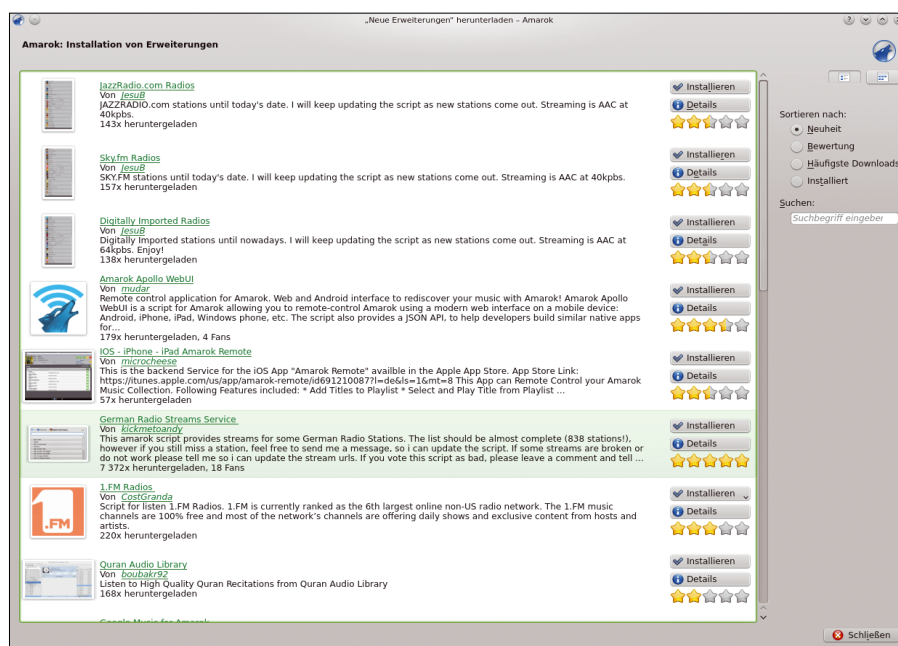 „Neue Erweiterungen" herunterladen – Amarok
Amarok: Installation von Erweiterungen
JazzRadio.com Radios
Von JesuB
JAZZRADIO.com stations until today's date. I will keep updating the script as new stations come out. Streaming is AAC at
40kpbs.
143x heruntergeladen
Installieren
Details
Sky.fm Radios
Von JesuB
SKY.FM stations until today's date. I will keep updating the script as new stations come out. Streaming is AAC at 40kpbs.
157x heruntergeladen
Installieren
Details
Digitally Imported Radios
Von JesuB
Digitally Imported stations until nowadays. I will keep updating the script as new stations come out. Streaming is AAC at
64kpbs. Enjoy!
138x heruntergeladen
Installieren
Details
Amarok Apollo WebUI
Von mudar
Remote control application for Amarok. Web and Android interface to rediscover your music with Amarok! Amarok Apollo
WebUI is a script for Amarok allowing you to remote-control Amarok using a modern web interface on a mobile device:
Android, iPhone, iPad, Windows phone, etc. The script also provides a JSON API, to help developers build similar native apps
for...
179x heruntergeladen, 4 Fans
Installieren
Details
IOS - iPhone - iPad Amarok Remote
Von microcheese
This is the backend Service for the iOS App "Amarok Remote" availble in the Apple App Store. App Store Link:
https://itunes.apple.com/us/app/amarok-remote/id691210087?l=de&ls=1&mt=8 This App can Remote Control your Amarok
Music Collection. Following Features included: * Add Titles to Playlist * Select and Play Title from Playlist ...
57x heruntergeladen
Installieren
Details
German Radio Streams Service
Von kickmetoandy
This amarok script provides streams for some German Radio Stations. The list should be almost complete (838 stations!),
however if you still miss a station, feel free to send me a message, so i can update the script. If some streams are broken or
do not work please tell me so i can update the stream urls. If you vote this script as bad, please leave a comment and tell ...
7 372x heruntergeladen, 18 Fans
Installieren
Details
1.FM
1.FM Radios
Von CostGranda
Script for listen 1.FM Radios. 1.FM is currently ranked as the 6th largest online non-US radio network. The 1.FM music
channels are 100% free and most of the network's channels are offering daily shows and exclusive content from hosts and
artists.
220x heruntergeladen
Installieren
Details
Quran Audio Library
Von boubakr92
Listen to High Quality Quran Recitations from Quran Audio Library
168x heruntergeladen
Installieren
Details
Google Music for Amarok
Sortieren nach:
Neuheit
Bewertung
Häufigste Downloads
Installiert
Suchen:
Suchbegriff eingeber
Schließen